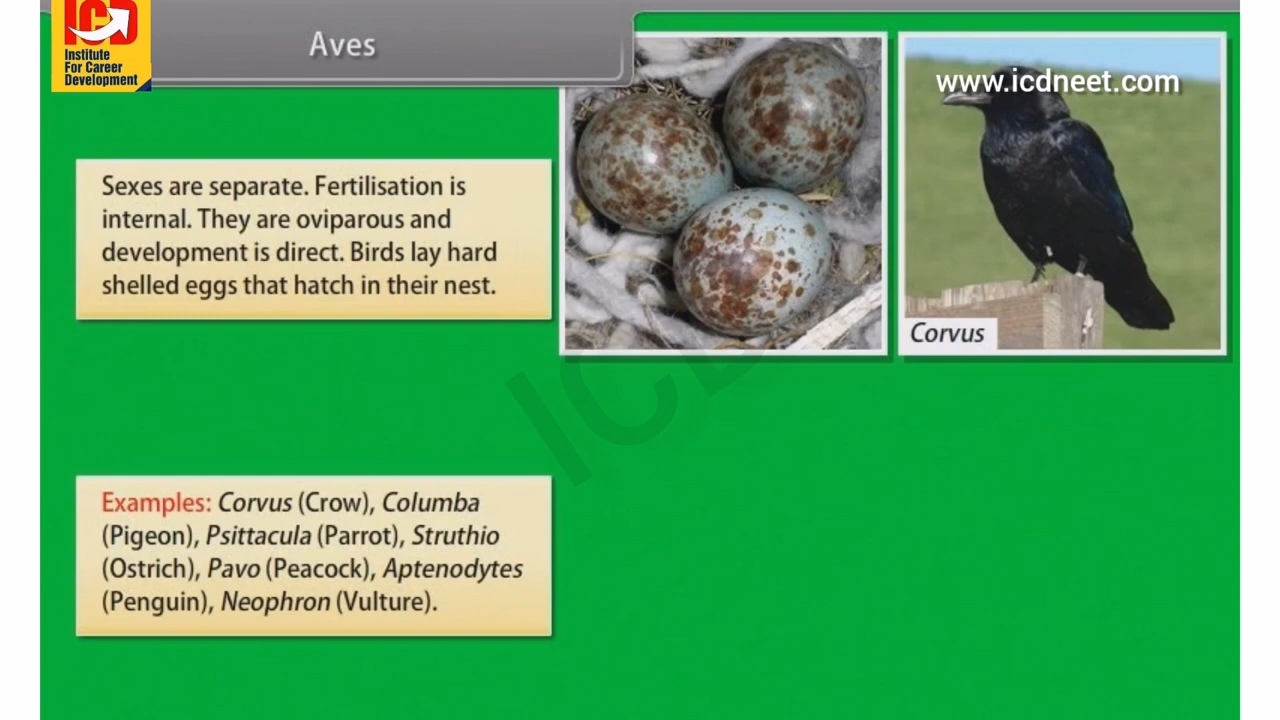 ICD
Institute
For Career
Development
Aves
www.icdneet.com
Sexes are separate. Fertilisation is
internal. They are oviparous and
development is direct. Birds lay hard
shelled eggs that hatch in their nest.
Corvus
ICD
Examples: Corvus (Crow), Columba
(Pigeon), Psittacula (Parrot), Struthio
(Ostrich), Pavo (Peacock), Aptenodytes
(Penguin), Neophron (Vulture).